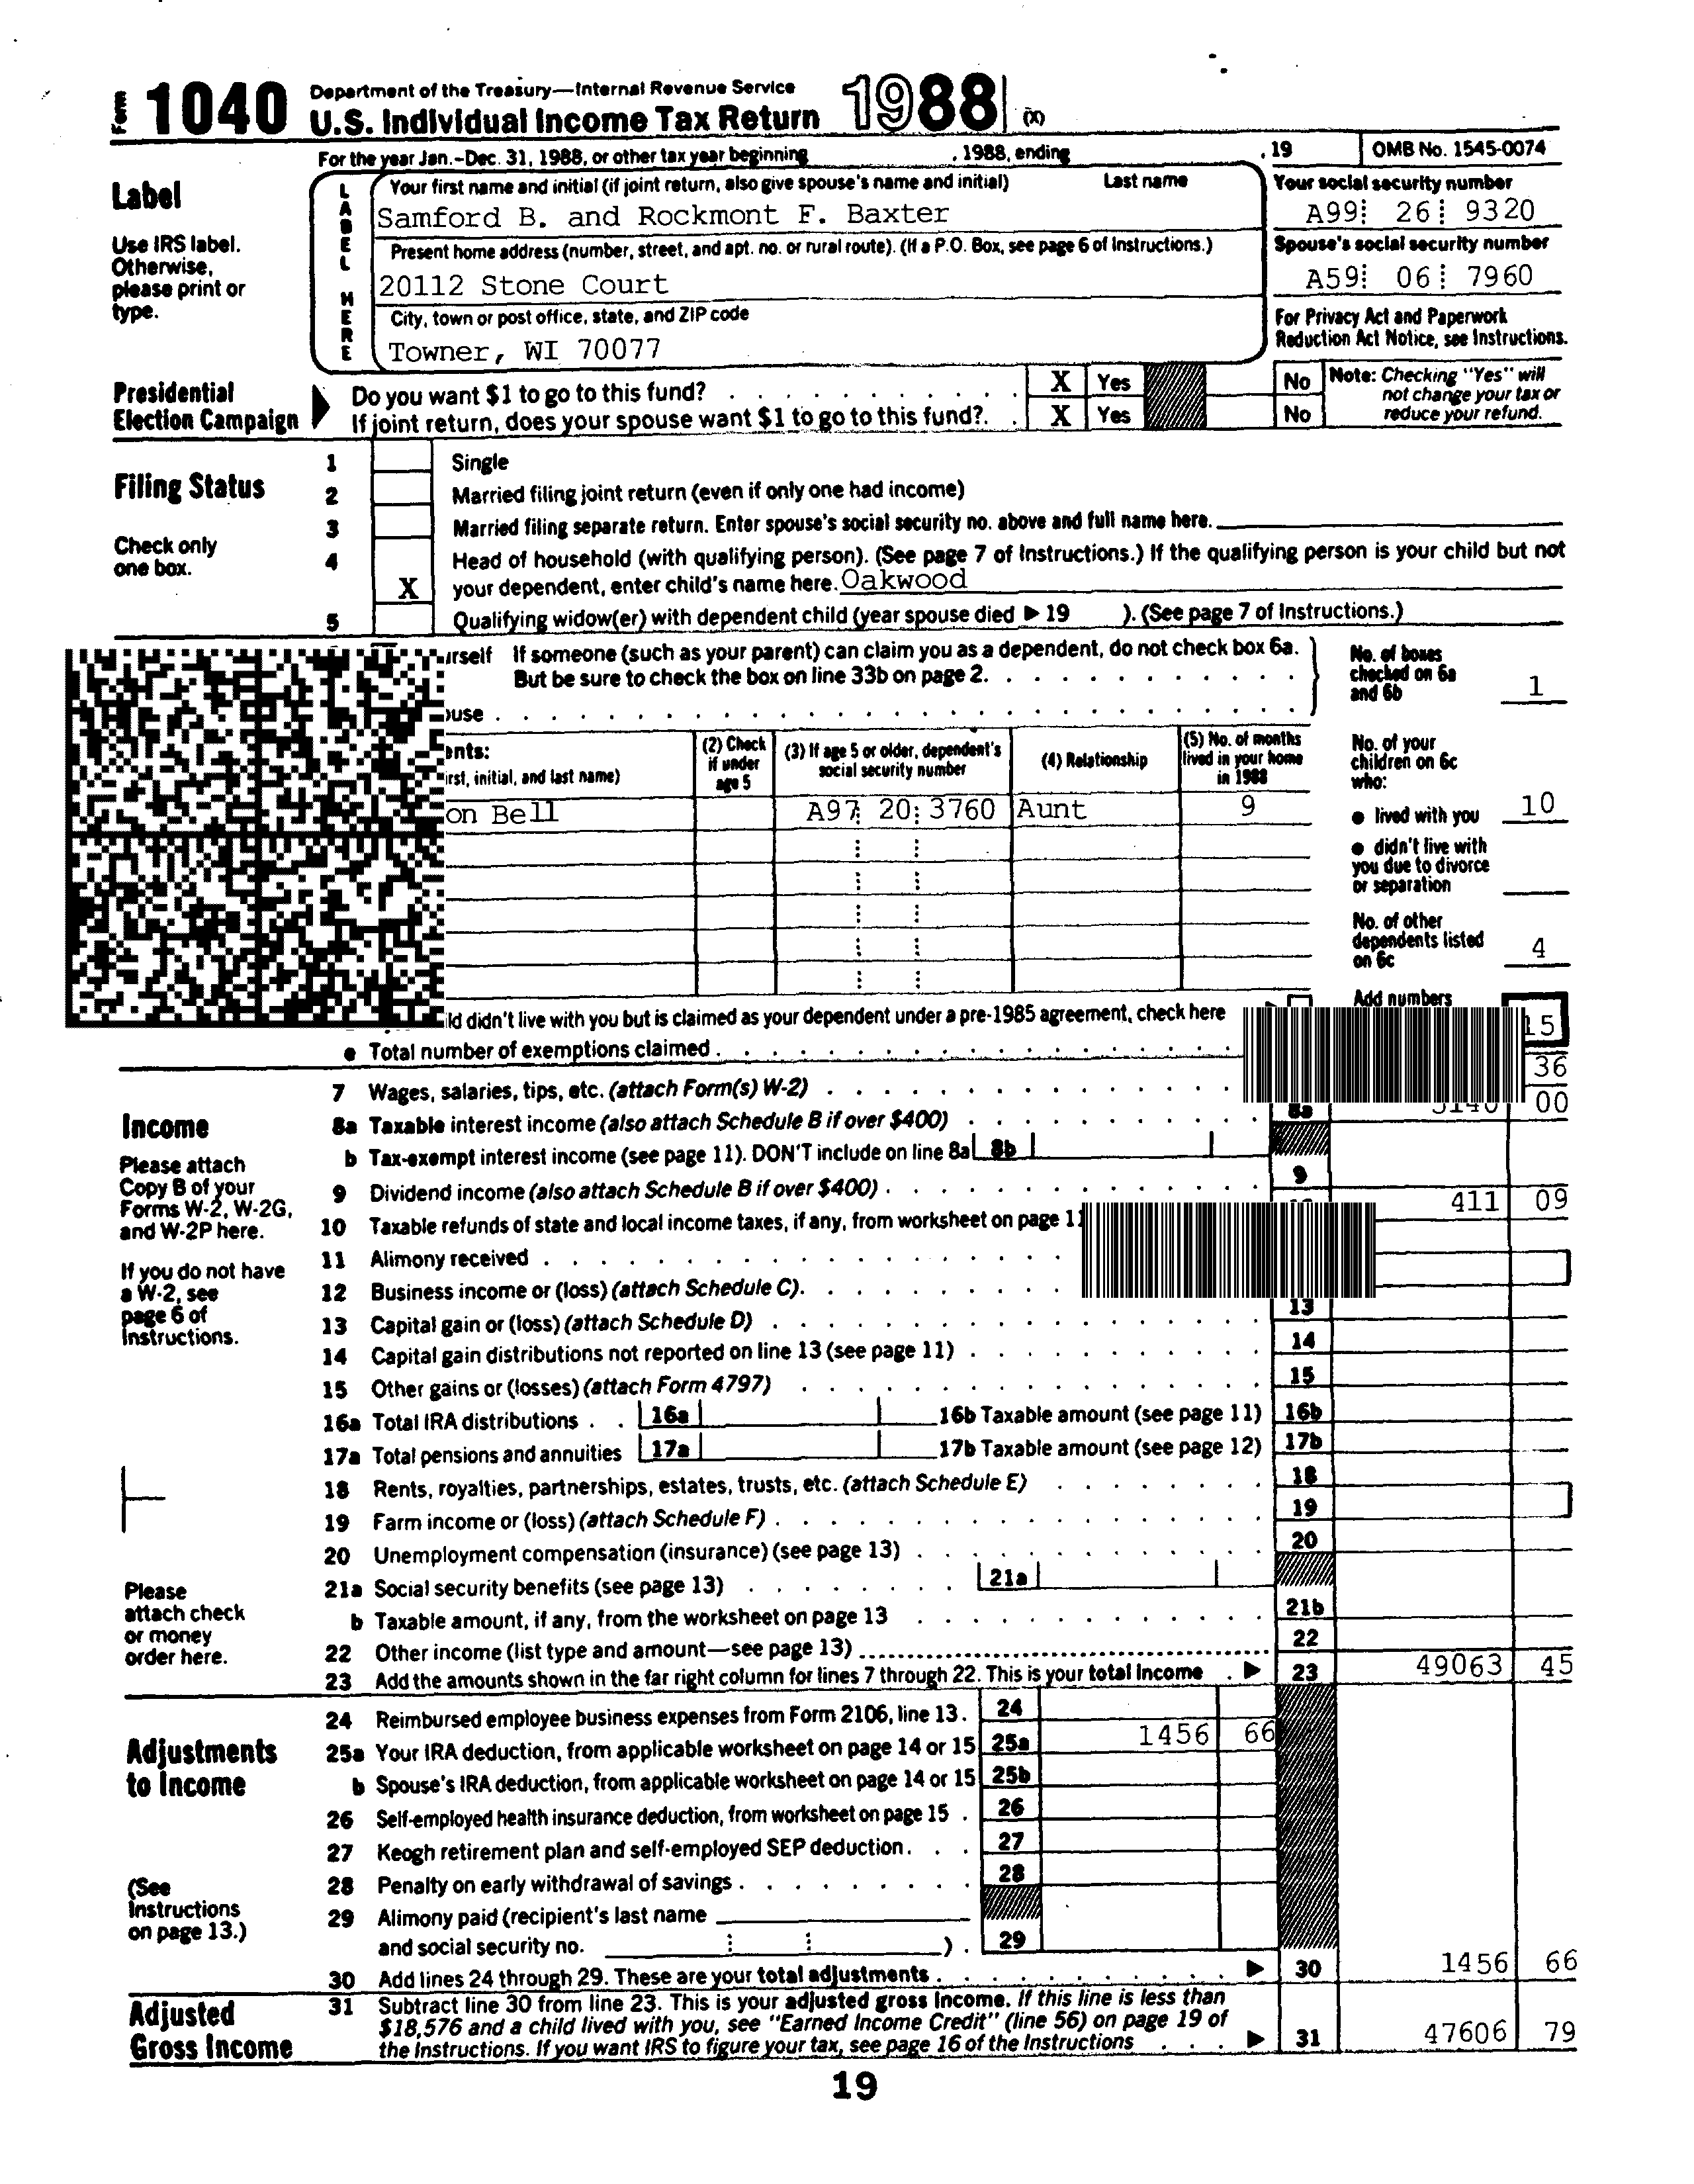 Form 1040 Department of the Treasury—Internal Revenue Service
U.S. Individual Income Tax Return 1988 (X)
For the year Jan.-Dec. 31, 1988, or other tax year beginning , 1988, ending , 19 OMB No. 1545-0074
Label
Use IRS label. Otherwise, please print or type.
LABEL HERE
Your first name and initial (if joint return, also give spouse's name and initial) Last name
Samford B. and Rockmont F. Baxter
Your social security number
A99 26 9320
Present home address (number, street, and apt. no. or rural route). (If a P.O. Box, see page 6 of Instructions.)
20112 Stone Court
Spouse's social security number
A59 06 7960
City, town or post office, state, and ZIP code
Towner, WI 70077
For Privacy Act and Paperwork Reduction Act Notice, see Instructions.
Presidential Election Campaign
Do you want $1 to go to this fund? X Yes No
If joint return, does your spouse want $1 to go to this fund? X Yes No
Note: Checking "Yes" will not change your tax or reduce your refund.
Filing Status
Check only one box.
1 Single
2 Married filing joint return (even if only one had income)
3 Married filing separate return. Enter spouse's social security no. above and full name here.
4 Head of household (with qualifying person). (See page 7 of Instructions.) If the qualifying person is your child but not
X your dependent, enter child's name here. Oakwood
5 Qualifying widow(er) with dependent child (year spouse died ▶ 19 ). (See page 7 of Instructions.)
If someone (such as your parent) can claim you as a dependent, do not check box 6a.
But be sure to check the box on line 33b on page 2.
No. of boxes checked on 6a and 6b 1
first, initial, and last name)
(2) Check if under age 5
(3) If age 5 or older, dependent's social security number
(4) Relationship
(5) No. of months lived in your home in 1988
on Bell A97 20 3760 Aunt 9
No. of your children on 6c who:
● lived with you 10
● didn't live with you due to divorce or separation
No. of other dependents listed on 6c 4
Add numbers 15
didn't live with you but is claimed as your dependent under a pre-1985 agreement, check here
e Total number of exemptions claimed
Income
Please attach Copy B of your Forms W-2, W-2G, and W-2P here.
If you do not have a W-2, see page 6 of Instructions.
Please attach check or money order here.
7 Wages, salaries, tips, etc. (attach Form(s) W-2) 36
8a Taxable interest income (also attach Schedule B if over $400) 8a 00
b Tax-exempt interest income (see page 11). DON'T include on line 8a 8b
9 Dividend income (also attach Schedule B if over $400) 9
10 Taxable refunds of state and local income taxes, if any, from worksheet on page 411 09
11 Alimony received
12 Business income or (loss) (attach Schedule C)
13 Capital gain or (loss) (attach Schedule D) 13
14 Capital gain distributions not reported on line 13 (see page 11) 14
15 Other gains or (losses) (attach Form 4797) 15
16a Total IRA distributions 16a 16b Taxable amount (see page 11) 16b
17a Total pensions and annuities 17a 17b Taxable amount (see page 12) 17b
18 Rents, royalties, partnerships, estates, trusts, etc. (attach Schedule E) 18
19 Farm income or (loss) (attach Schedule F) 19
20 Unemployment compensation (insurance) (see page 13) 20
21a Social security benefits (see page 13) 21a
b Taxable amount, if any, from the worksheet on page 13 21b
22 Other income (list type and amount—see page 13) 22
23 Add the amounts shown in the far right column for lines 7 through 22. This is your total income ▶ 23 49063 45
Adjustments to Income
(See Instructions on page 13.)
24 Reimbursed employee business expenses from Form 2106, line 13. 24
25a Your IRA deduction, from applicable worksheet on page 14 or 15 25a 1456 66
b Spouse's IRA deduction, from applicable worksheet on page 14 or 15 25b
26 Self-employed health insurance deduction, from worksheet on page 15 26
27 Keogh retirement plan and self-employed SEP deduction 27
28 Penalty on early withdrawal of savings 28
29 Alimony paid (recipient's last name
and social security no. ) 29
30 Add lines 24 through 29. These are your total adjustments ▶ 30 1456 66
Adjusted Gross Income
31 Subtract line 30 from line 23. This is your adjusted gross income. If this line is less than
$18,576 and a child lived with you, see "Earned Income Credit" (line 56) on page 19 of
the Instructions. If you want IRS to figure your tax, see page 16 of the Instructions ▶ 31 47606 79
19